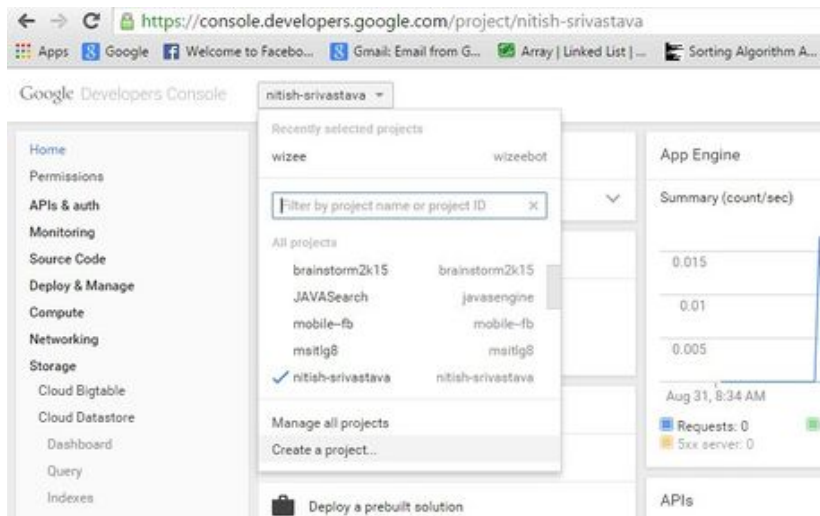 https://console.developers.google.com/project/nitish-srivastava
Apps Google Welcome to Facebo... Gmail: Email from G... Array | Linked List | ... Sorting Algorithm A...
Google Developers Console
nitish-srivastava
Home
Permissions
APIs & auth
Monitoring
Source Code
Deploy & Manage
Compute
Networking
Storage
Cloud Bigtable
Cloud Datastore
Dashboard
Query
Indexes
Recently selected projects
wizee wizeebot
Filter by project name or project ID
All projects
brainstorm2k15 brainstorm2k15
JAVASearch javasengine
mobile--fb mobile--fb
msitlg8 msitlg8
nitish-srivastava nitish-srivastava
Manage all projects
Create a project...
Deploy a prebuilt solution
App Engine
Summary (count/sec)
0.015
0.01
0.005
Aug 31, 8:34 AM
Requests: 0
5xx server: 0
APIs